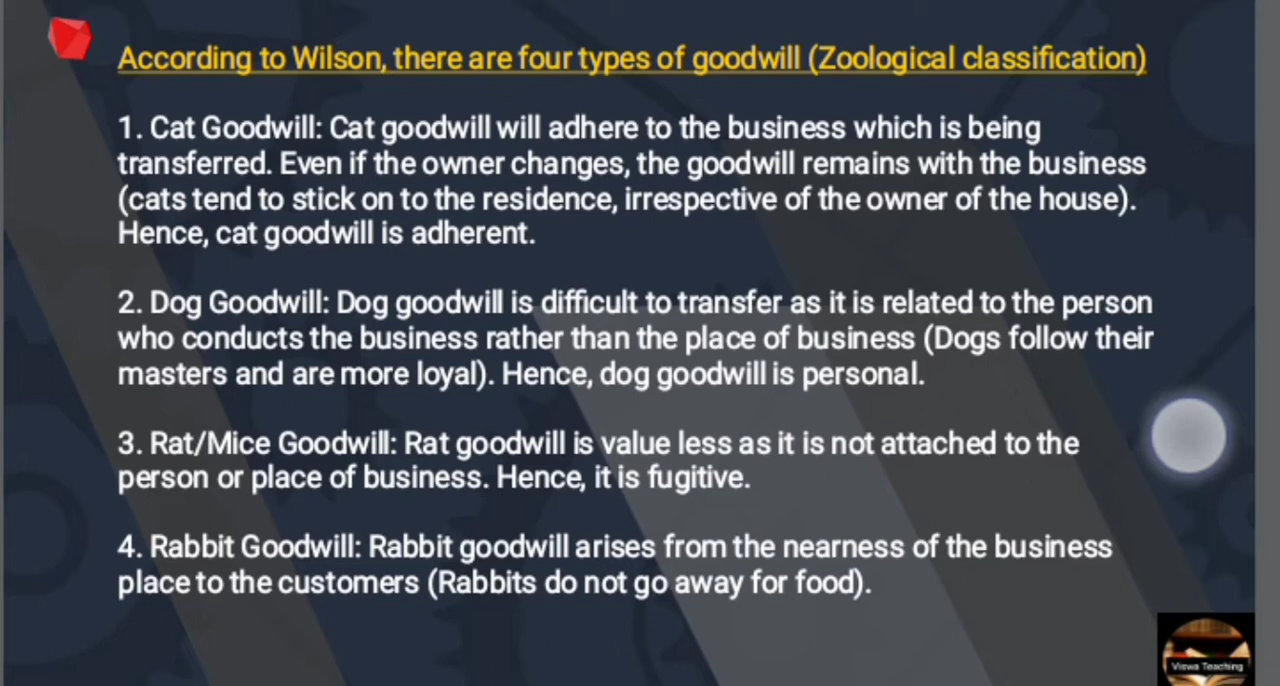 According to Wilson, there are four types of goodwill (Zoological classification)
1. Cat Goodwill: Cat goodwill will adhere to the business which is being
transferred. Even if the owner changes, the goodwill remains with the business
(cats tend to stick on to the residence, irrespective of the owner of the house).
Hence, cat goodwill is adherent.
2. Dog Goodwill: Dog goodwill is difficult to transfer as it is related to the person
who conducts the business rather than the place of business (Dogs follow their
masters and are more loyal). Hence, dog goodwill is personal.
3. Rat/Mice Goodwill: Rat goodwill is value less as it is not attached to the
person or place of business. Hence, it is fugitive.
4. Rabbit Goodwill: Rabbit goodwill arises from the nearness of the business
place to the customers (Rabbits do not go away for food).
Viswa Teaching